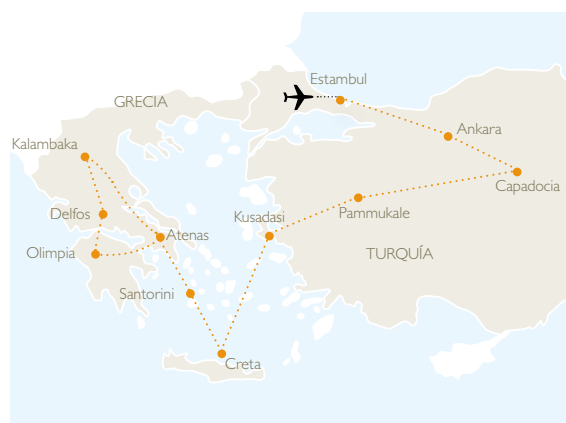 Estambul
GRECIA
Ankara
Kalambaka
Capadocia
Delfos
Pammukale
Kusadasi
Atenas
Olimpia
TURQUÍA
Santorini
Creta